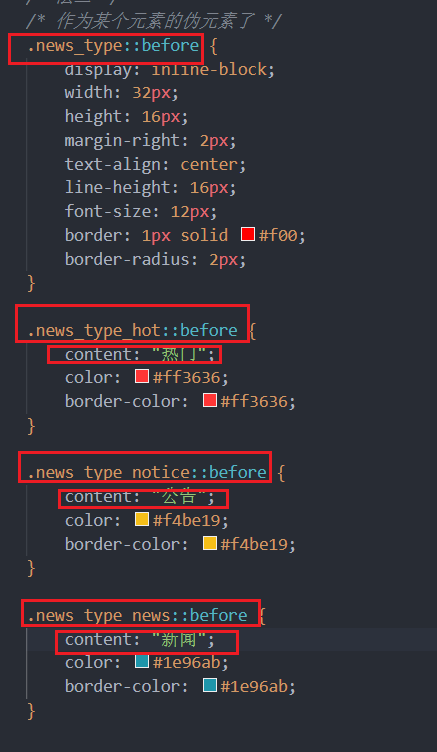 /* 作为某个元素的伪元素了 */
.news_type::before {
display: inline-block;
width: 32px;
height: 16px;
margin-right: 2px;
text-align: center;
line-height: 16px;
font-size: 12px;
border: 1px solid #f00;
border-radius: 2px;
}
.news_type_hot::before {
content: "热门";
color: #ff3636;
border-color: #ff3636;
}
.news_type_notice::before {
content: "公告";
color: #f4be19;
border-color: #f4be19;
}
.news_type_news::before {
content: "新闻";
color: #1e96ab;
border-color: #1e96ab;
}